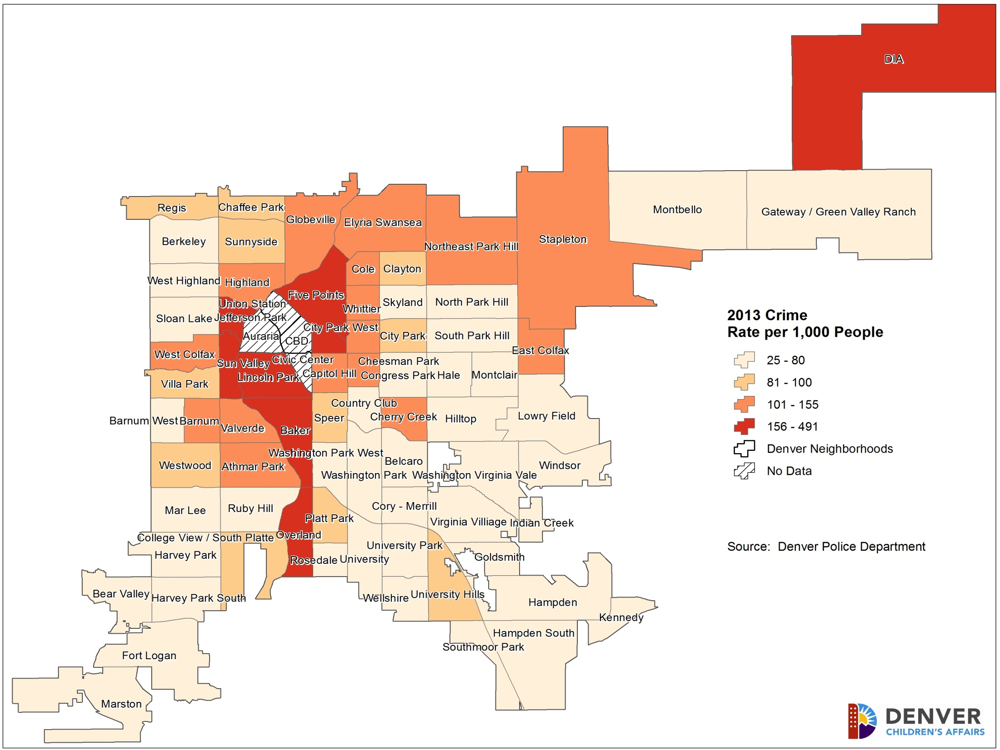 DIA
Regis
Chaffee Park
Globeville
Elyria Swansea
Montbello
Gateway / Green Valley Ranch
Berkeley
Sunnyside
Northeast Park Hill
Stapleton
Cole
Clayton
West Highland
Highland
Five Points
Union Station
Whittier
Skyland
North Park Hill
Sloan Lake
Jefferson Park
City Park West
Auraria
CBD
City Park
South Park Hill
West Colfax
East Colfax
Sun Valley
Civic Center
Cheesman Park
Lincoln Park
Capitol Hill
Congress Park
Hale
Montclair
Villa Park
Country Club
Barnum West
Barnum
Valverde
Baker
Speer
Cherry Creek
Hilltop
Lowry Field
Washington Park West
Westwood
Athmar Park
Belcaro
Windsor
Washington Park
Washington Virginia Vale
Mar Lee
Ruby Hill
Cory - Merrill
Platt Park
Virginia Villiage
Indian Creek
College View / South Platte
Overland
University Park
Harvey Park
Rosedale
University
Goldsmith
Bear Valley
Harvey Park South
Wellshire
University Hills
Hampden
Kennedy
Hampden South
Southmoor Park
Fort Logan
Marston
2013 Crime
Rate per 1,000 People
25 - 80
81 - 100
101 - 155
156 - 491
Denver Neighborhoods
No Data
Source: Denver Police Department
DENVER
CHILDREN'S AFFAIRS